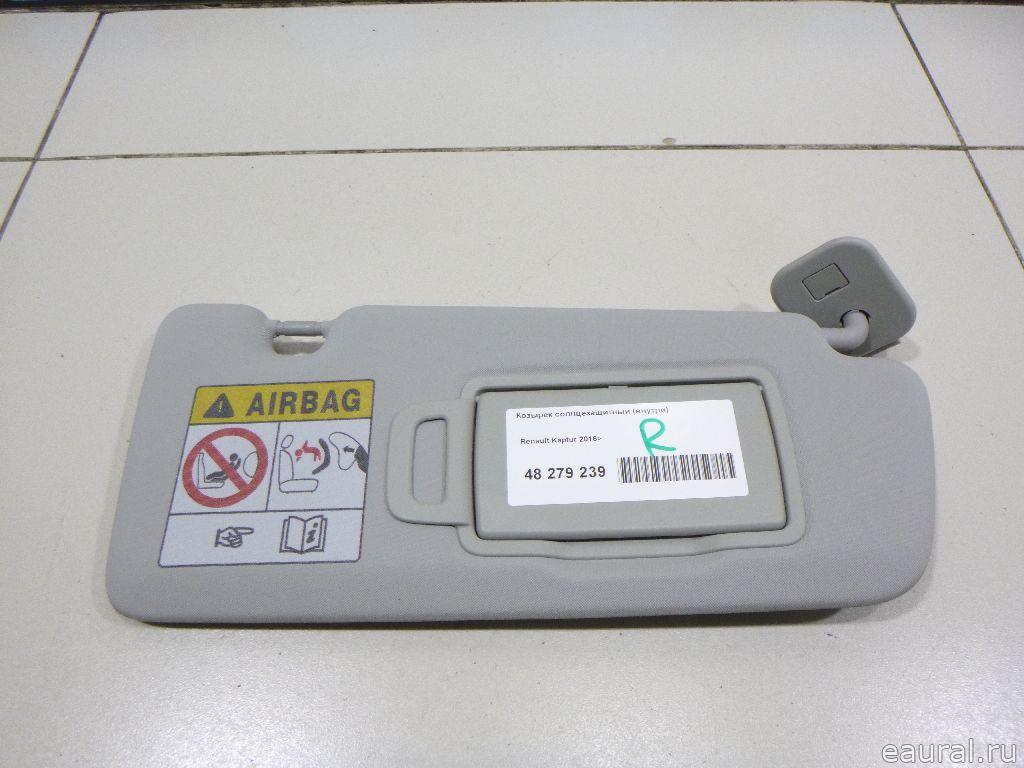 AIRBAG
Козырек солнцезащитный (внутри)
Renault Kaptur 2016>
R
48 279 239
eaural.ru